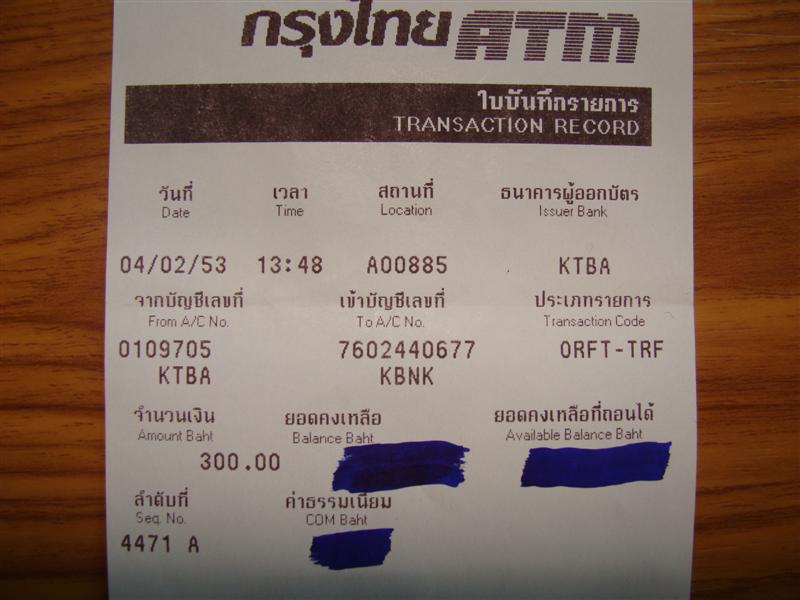 กรุงไทย ATM
ใบบันทึกรายการ
TRANSACTION RECORD
วันที่ เวลา สถานที่ ธนาคารผู้ออกบัตร
Date Time Location Issuer Bank
04/02/53 13:48 A00885 KTBA
จากบัญชีเลขที่ เข้าบัญชีเลขที่ ประเภทรายการ
From A/C No. To A/C No. Transaction Code
0109705 7602440677 ORFT-TRF
KTBA KBNK
จำนวนเงิน ยอดคงเหลือ ยอดคงเหลือที่ถอนได้
Amount Baht Balance Baht Available Balance Baht
300.00
ลำดับที่ ค่าธรรมเนียม
Seq. No. COM Baht
4471 A